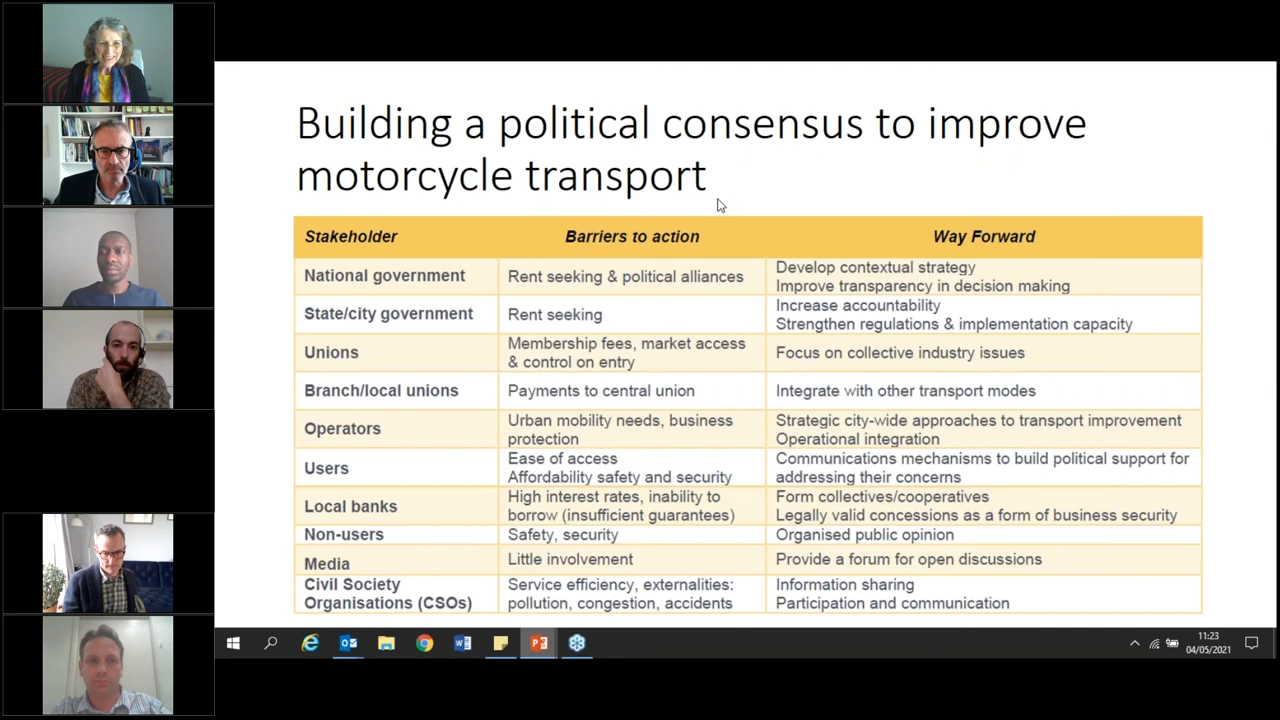 Building a political consensus to improve
motorcycle transport
Stakeholder
Barriers to action
Way Forward
National government
Rent seeking & political alliances
Develop contextual strategy
Improve transparency in decision making
State/city government
Rent seeking
Increase accountability
Strengthen regulations & implementation capacity
Unions
Membership fees, market access
& control on entry
Focus on collective industry issues
Branch/local unions
Payments to central union
Integrate with other transport modes
Operators
Urban mobility needs, business
protection
Strategic city-wide approaches to transport improvement
Operational integration
Users
Ease of access
Affordability safety and security
Communications mechanisms to build political support for
addressing their concerns
Local banks
High interest rates, inability to
borrow (insufficient guarantees)
Form collectives/cooperatives
Legally valid concessions as a form of business security
Non-users
Safety, security
Organised public opinion
Media
Little involvement
Provide a forum for open discussions
Civil Society
Organisations (CSOs)
Service efficiency, externalities:
pollution, congestion, accidents
Information sharing
Participation and communication
11:23
04/05/2021